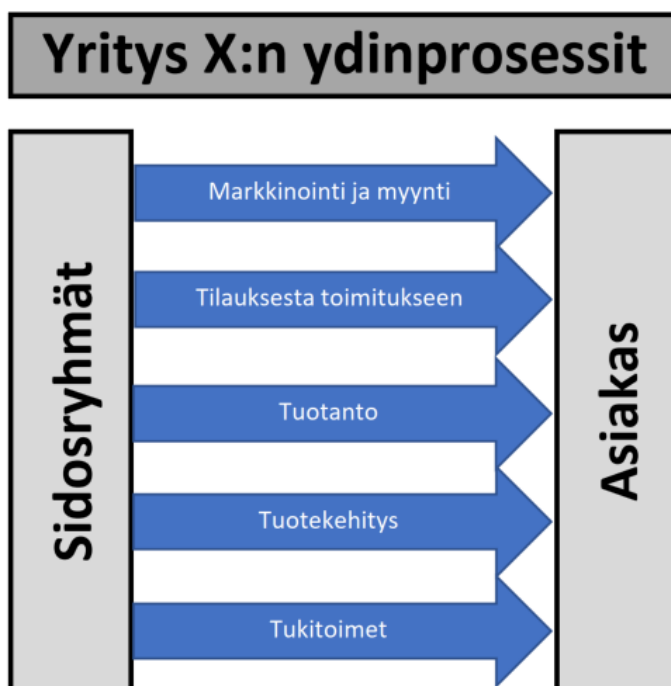 Yritys X:n ydinprosessit
Sidosryhmät
Markkinointi ja myynti
Tilauksesta toimitukseen
Tuotanto
Tuotekehitys
Tukitoimet
Asiakas